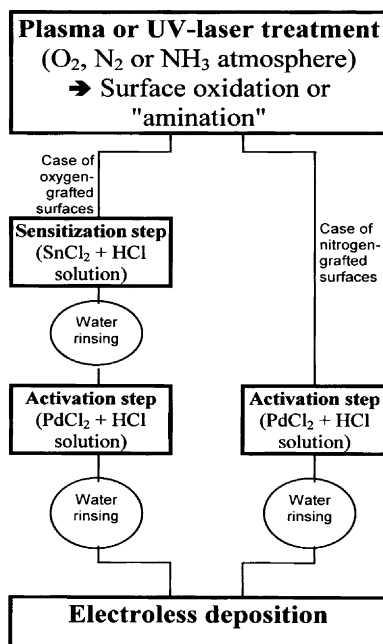 Plasma or UV-laser treatment
(O₂, N₂ or NH₃ atmosphere)
➔ Surface oxidation or
"amination"
Case of
oxygen-
grafted
surfaces
Sensitization step
(SnCl₂ + HCl
solution)
Water
rinsing
Activation step
(PdCl₂ + HCl
solution)
Water
rinsing
Case of
nitrogen-
grafted
surfaces
Activation step
(PdCl₂ + HCl
solution)
Water
rinsing
Electroless deposition